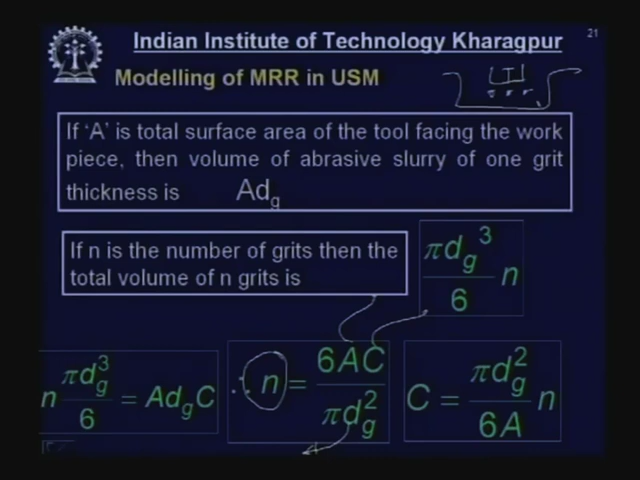 21
Indian Institute of Technology Kharagpur
Modelling of MRR in USM
T
If 'A' is total surface area of the tool facing the work
piece, then volume of abrasive slurry of one grit
thickness is Ad_g
If n is the number of grits then the
total volume of n grits is
πd_g^3/6 n
n πd_g^3/6 = Ad_gC
∴ n = 6AC/πd_g^2
C = πd_g^2/6A n